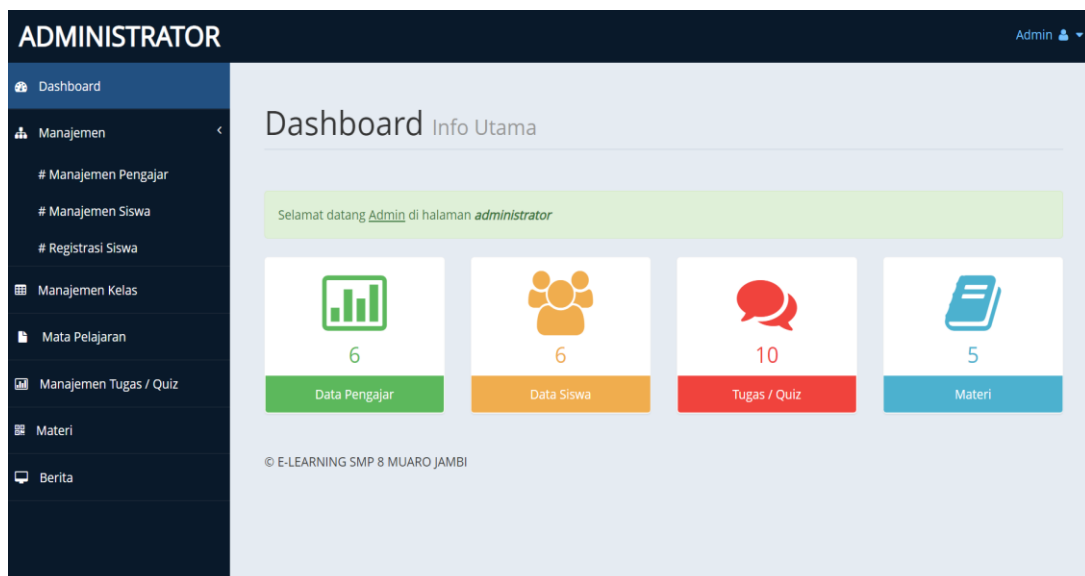 ADMINISTRATOR
Admin
Dashboard
Manajemen
# Manajemen Pengajar
# Manajemen Siswa
# Registrasi Siswa
Manajemen Kelas
Mata Pelajaran
Manajemen Tugas / Quiz
Materi
Berita
Dashboard Info Utama
Selamat datang Admin di halaman administrator
6
Data Pengajar
6
Data Siswa
10
Tugas / Quiz
5
Materi
© E-LEARNING SMP 8 MUARO JAMBI